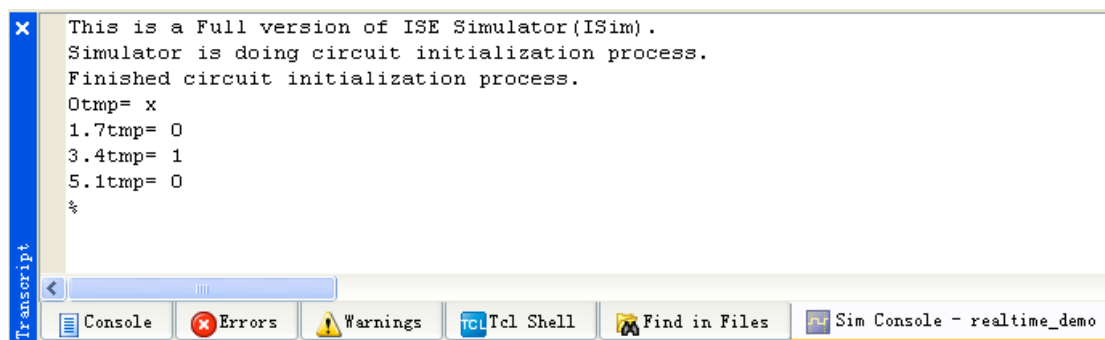 This is a Full version of ISE Simulator(ISim).
Simulator is doing circuit initialization process.
Finished circuit initialization process.
0tmp= x
1.7tmp= 0
3.4tmp= 1
5.1tmp= 0
%
Transcript
Console Errors Warnings TCL Tcl Shell Find in Files Sim Console - realtime_demo